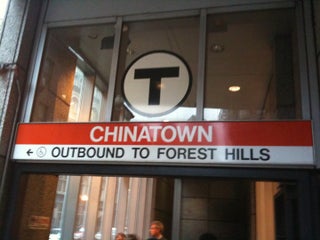 T
CHINATOWN
← OUTBOUND TO FOREST HILLS